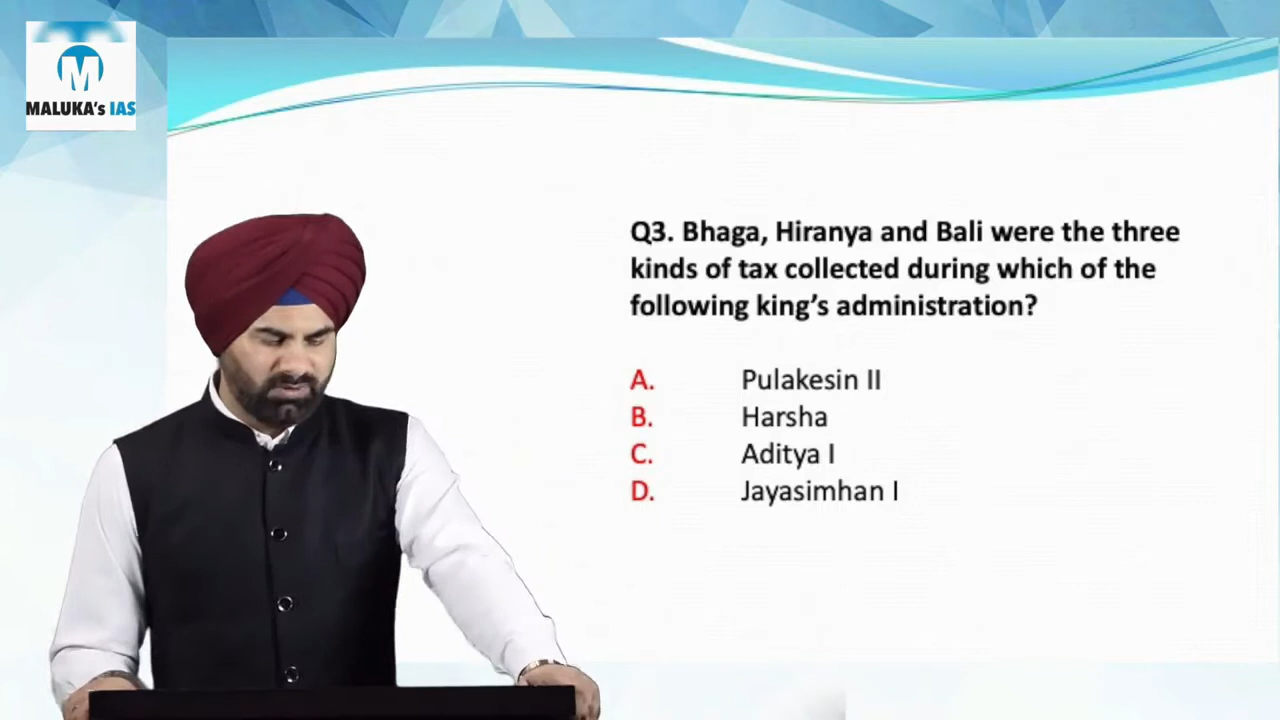 M
MALUKA's IAS
Q3. Bhaga, Hiranya and Bali were the three
kinds of tax collected during which of the
following king's administration?
A. Pulakesin II
B. Harsha
C. Aditya I
D. Jayasimhan I